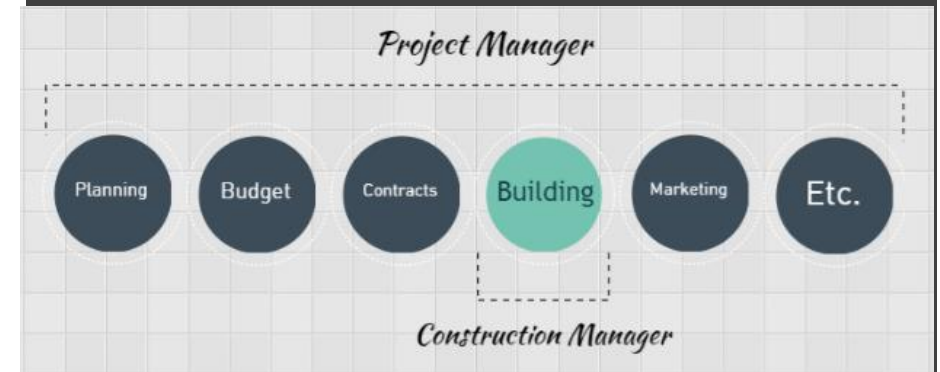 Project Manager
Planning
Budget
Contracts
Building
Marketing
Etc.
Construction Manager